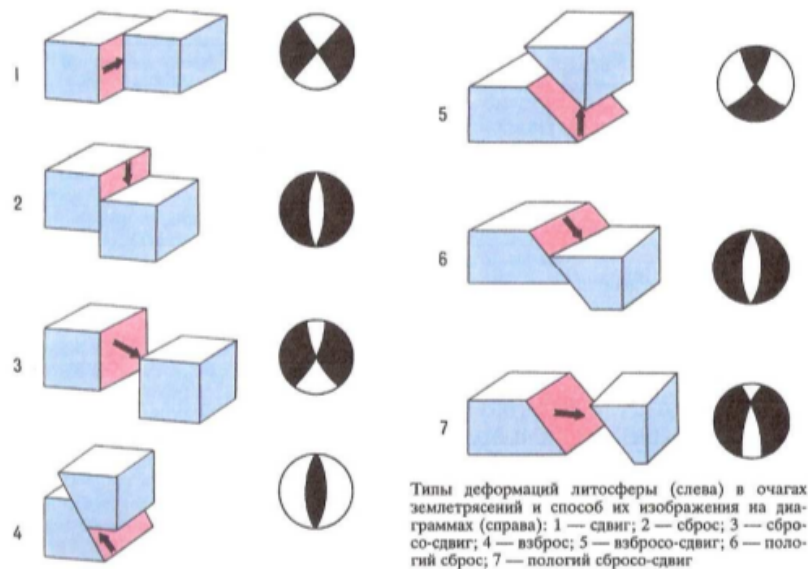 1
2
3
4
5
6
7
Типы деформаций литосферы (слева) в очагах
землетрясений и способ их изображения на диа-
граммах (справа): 1 — сдвиг; 2 — сброс; 3 — сбро-
со-сдвиг; 4 — взброс; 5 — взбросо-сдвиг; 6 — поло-
гий сброс; 7 — пологий сбросо-сдвиг